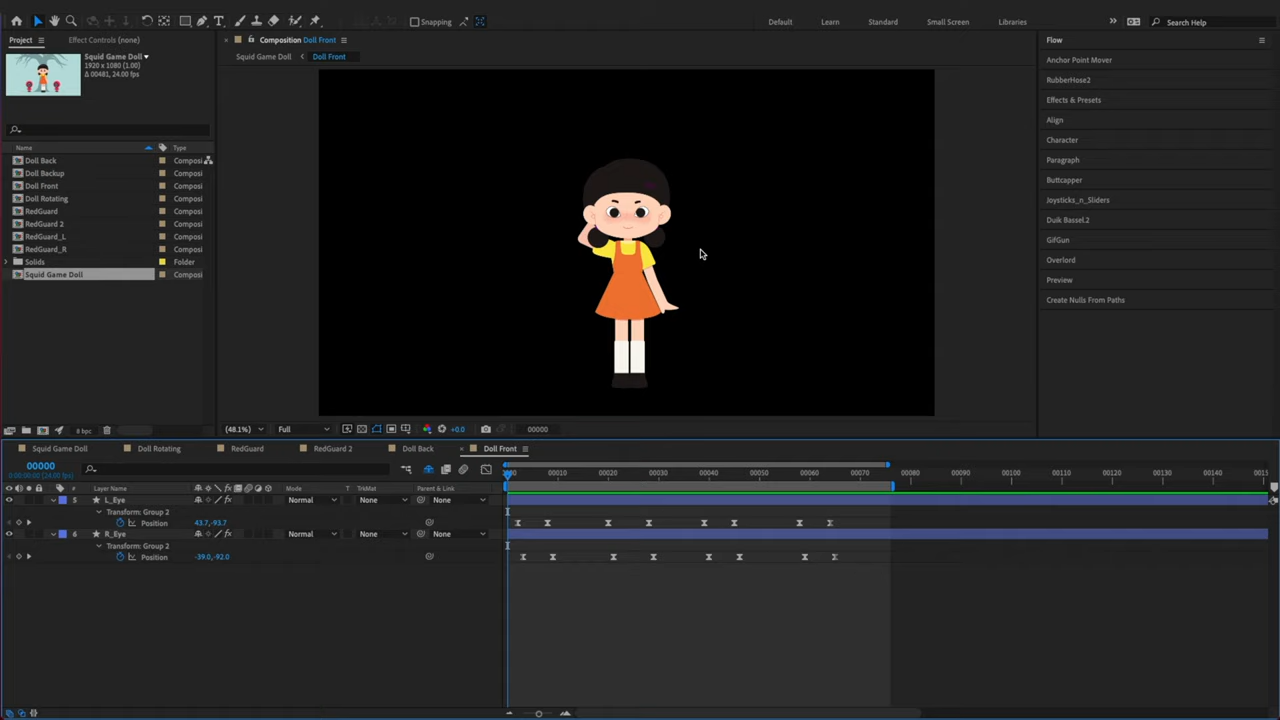 Snapping
Default
Learn
Standard
Small Screen
Libraries
Search Help
Project
Effect Controls (none)
Composition Doll Front
Flow
Squid Game Doll
1920 x 1080 (1.00)
Δ 00481, 24.00 fps
Squid Game Doll
Doll Front
Anchor Point Mover
RubberHose2
Effects & Presets
Align
Character
Paragraph
Buttcapper
Joysticks_n_Sliders
Duik Bassel.2
GifGun
Overlord
Preview
Create Nulls From Paths
Name
Type
Doll Back
Composi
Doll Backup
Composi
Doll Front
Composi
Doll Rotating
Composi
RedGuard
Composi
RedGuard 2
Composi
RedGuard_L
Composi
RedGuard_R
Composi
Solids
Folder
Squid Game Doll
Composi
8 bpc
(48.1%)
Full
+0.0
00000
Squid Game Doll
Doll Rotating
RedGuard
RedGuard 2
Doll Back
Doll Front
00000
00010
00020
00030
00040
00050
00060
00070
00080
00090
00100
00110
00120
00130
00140
# Layer Name
Mode
T TrkMat
Parent & Link
5 L_Eye
Normal
None
None
Transform: Group 2
Position
43.7,-93.7
6 R_Eye
Normal
None
None
Transform: Group 2
Position
-39.0,-92.0